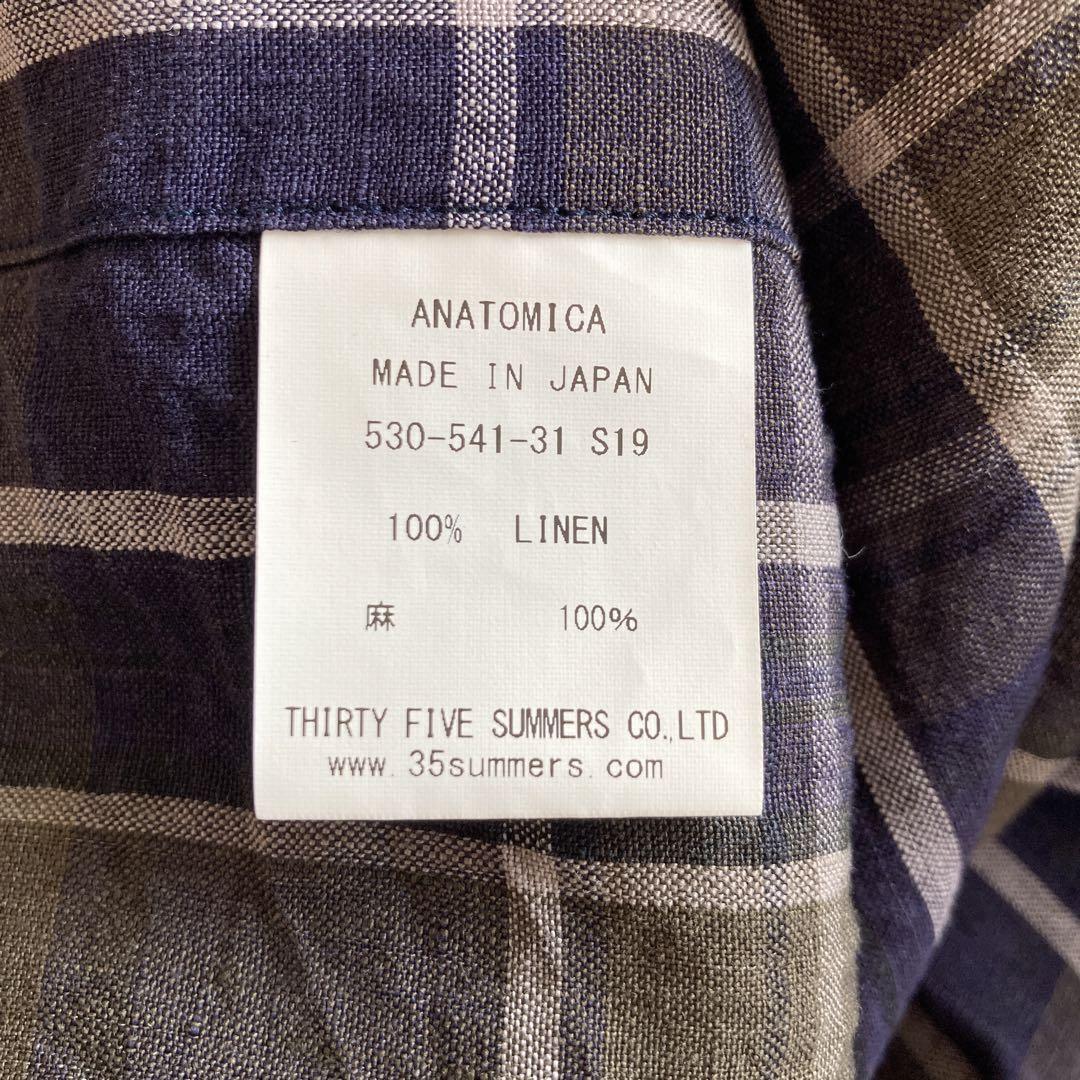 ANATOMICA
MADE IN JAPAN
530-541-31 S19
100% LINEN
麻 100%
THIRTY FIVE SUMMERS CO.,LTD
www.35summers.com